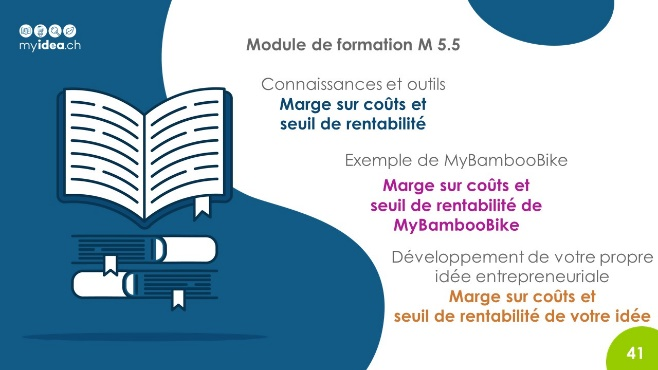 myidea.ch
Module de formation M 5.5
Connaissances et outils
Marge sur coûts et
seuil de rentabilité
Exemple de MyBambooBike
Marge sur coûts et
seuil de rentabilité de
MyBambooBike
Développement de votre propre
idée entrepreneuriale
Marge sur coûts et
seuil de rentabilité de votre idée
41